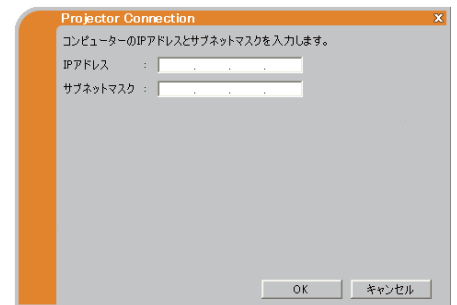 Projector Connection X
コンピューターのIPアドレスとサブネットマスクを入力します。
IPアドレス :  .  .  .
サブネットマスク :  .  .  .
OK キャンセル